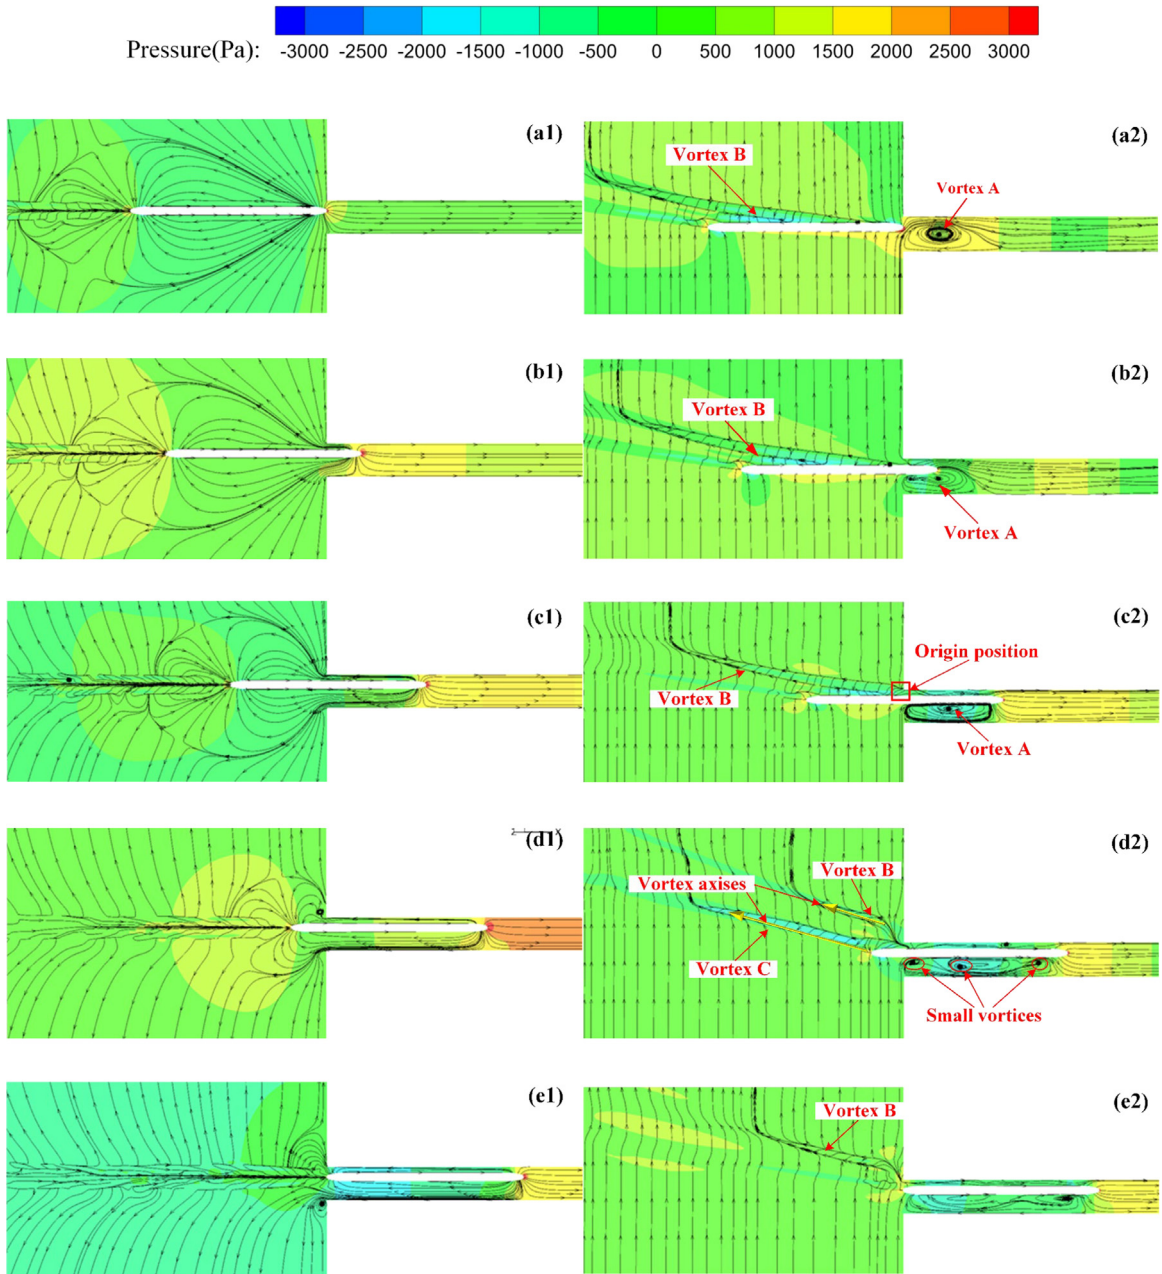 Pressure(Pa): -3000 -2500 -2000 -1500 -1000 -500 0 500 1000 1500 2000 2500 3000
(a1)
Vortex B
(a2)
Vortex A
(b1)
(b2)
Vortex B
Vortex A
(c1)
(c2)
Origin position
Vortex B
Vortex A
(d1)
(d2)
Vortex B
Vortex axises
Vortex C
Small vortices
(e1)
(e2)
Vortex B